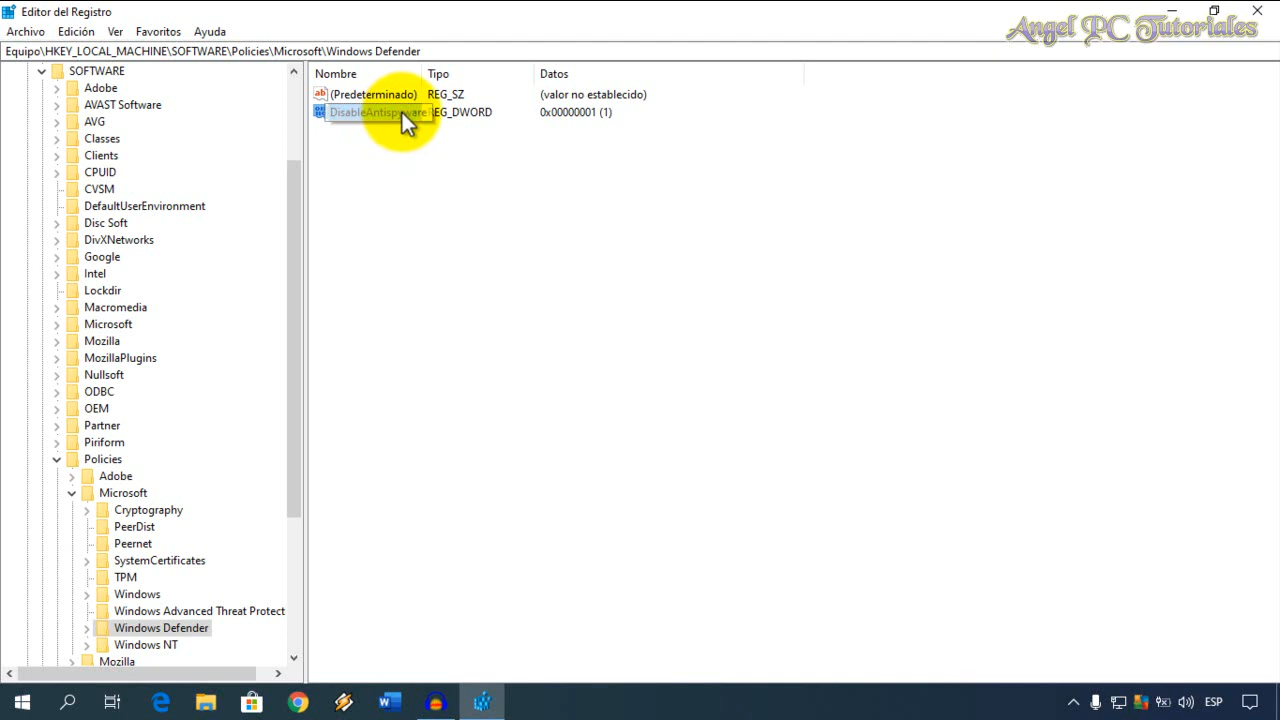 Editor del Registro
Angel PC Tutoriales
Archivo Edición Ver Favoritos Ayuda
Equipo\HKEY_LOCAL_MACHINE\SOFTWARE\Policies\Microsoft\Windows Defender
SOFTWARE
Adobe
AVAST Software
AVG
Classes
Clients
CPUID
CVSM
DefaultUserEnvironment
Disc Soft
DivXNetworks
Google
Intel
Lockdir
Macromedia
Microsoft
Mozilla
MozillaPlugins
Nullsoft
ODBC
OEM
Partner
Piriform
Policies
Adobe
Microsoft
Cryptography
PeerDist
Peernet
SystemCertificates
TPM
Windows
Windows Advanced Threat Protect
Windows Defender
Windows NT
Mozilla
Nombre Tipo Datos
ab (Predeterminado) REG_SZ (valor no establecido)
DisableAntispyware REG_DWORD 0x00000001 (1)
ESP